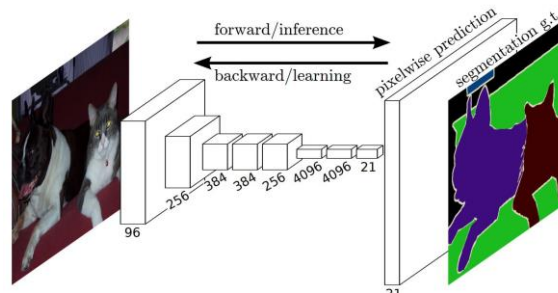 forward/inference
backward/learning
pixelwise prediction
segmentation g.t.
96
256
384
384
256
4096
4096
21
21